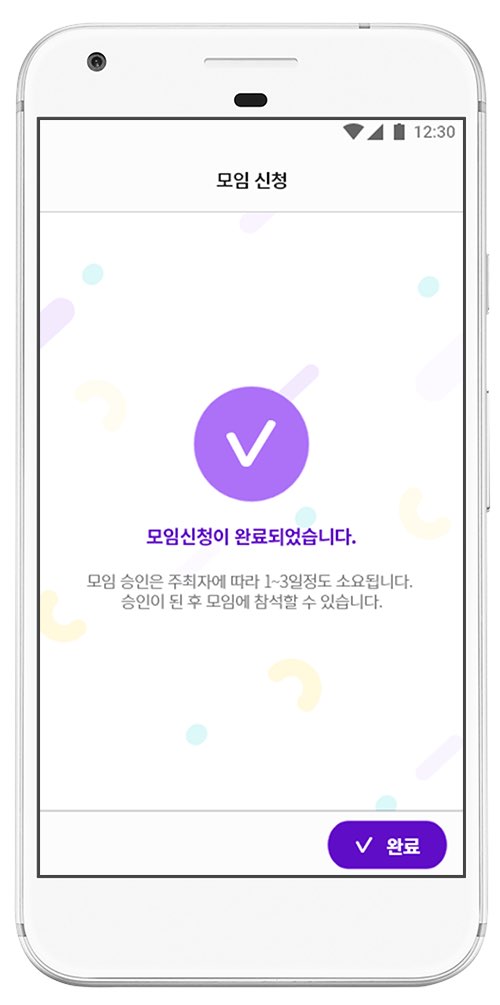 12:30
모임 신청
모임신청이 완료되었습니다.
모임 승인은 주최자에 따라 1~3일정도 소요됩니다.
승인이 된 후 모임에 참석할 수 있습니다.
완료